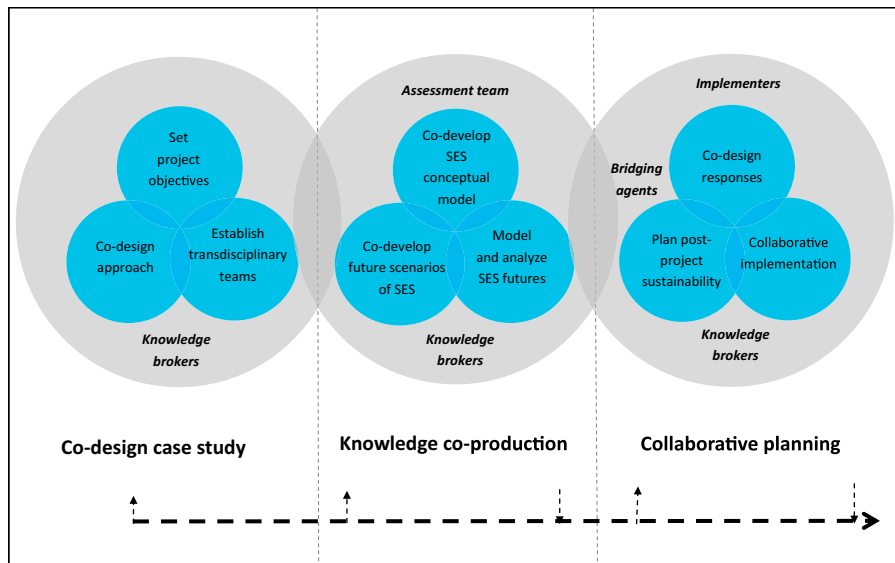 Set
project
objectives
Co-design
approach
Establish
transdisciplinary
teams
Knowledge
brokers
Assessment team
Co-develop
SES
conceptual
model
Co-develop
future scenarios
of SES
Model
and analyze
SES futures
Knowledge
brokers
Implementers
Bridging
agents
Co-design
responses
Plan post-
project
sustainability
Collaborative
implementation
Knowledge
brokers
Co-design case study
Knowledge co-production
Collaborative planning